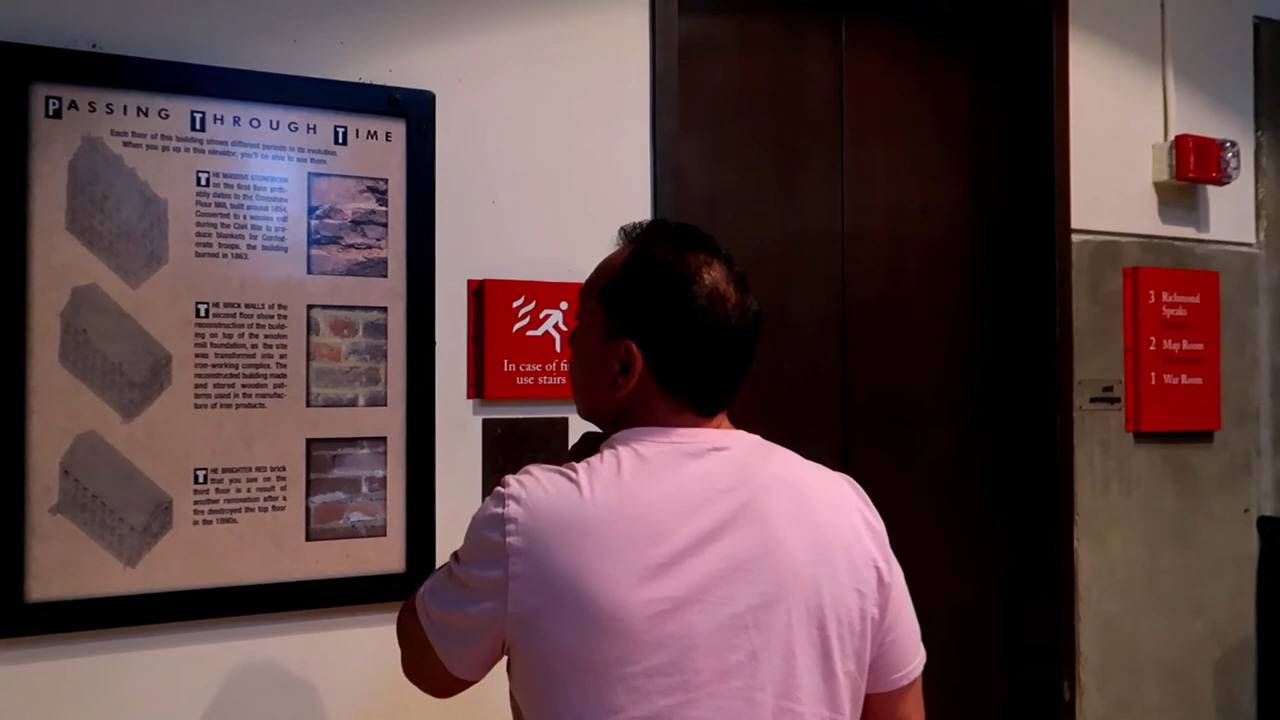 PASSING THROUGH TIME
Each floor of this building shows different periods in its evolution.
When you go up in this elevator, you'll be able to see them.
THE MASSIVE STONEWORK
on the first floor prob-
ably dates to the Crenshaw
Flour Mill, built around 1854.
Converted to a woolen mill
during the Civil War to pro-
duce blankets for Confed-
erate troops, the building
burned in 1863.
THE BRICK WALLS of the
second floor show the
reconstruction of the build-
ing on top of the woolen
mill foundation, as the site
was transformed into an
iron-working complex. The
reconstructed building made
and stored wooden pat-
terns used in the manufac-
ture of iron products.
THE BRIGHTER RED brick
that you see on the
third floor is a result of
another renovation after a
fire destroyed the top floor
in the 1890s.
In case of fi
use stairs
3 Richmond
Speaks
2 Map Room
1 War Room